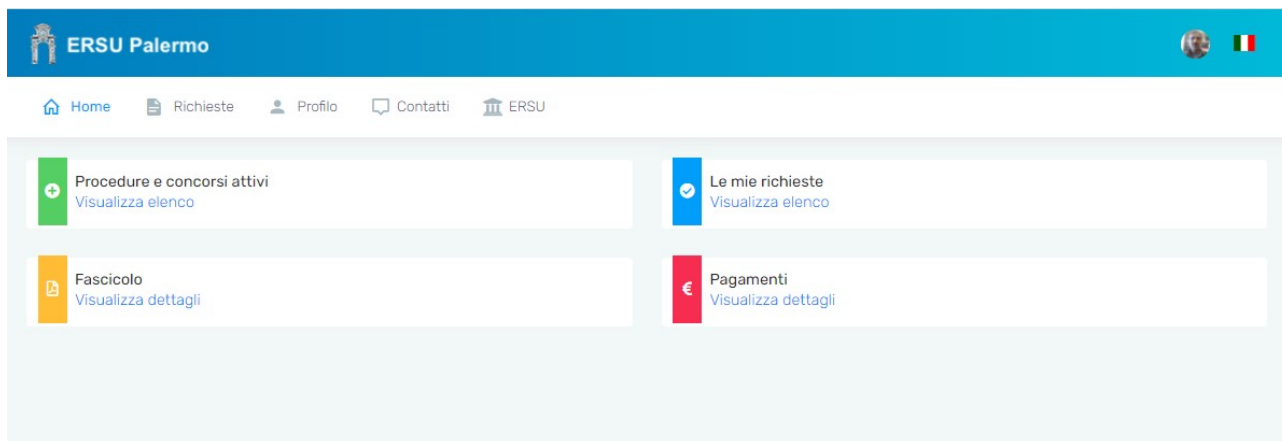 ERSU Palermo
Home Richieste Profilo Contatti ERSU
Procedure e concorsi attivi
Visualizza elenco
Le mie richieste
Visualizza elenco
Fascicolo
Visualizza dettagli
€
Pagamenti
Visualizza dettagli